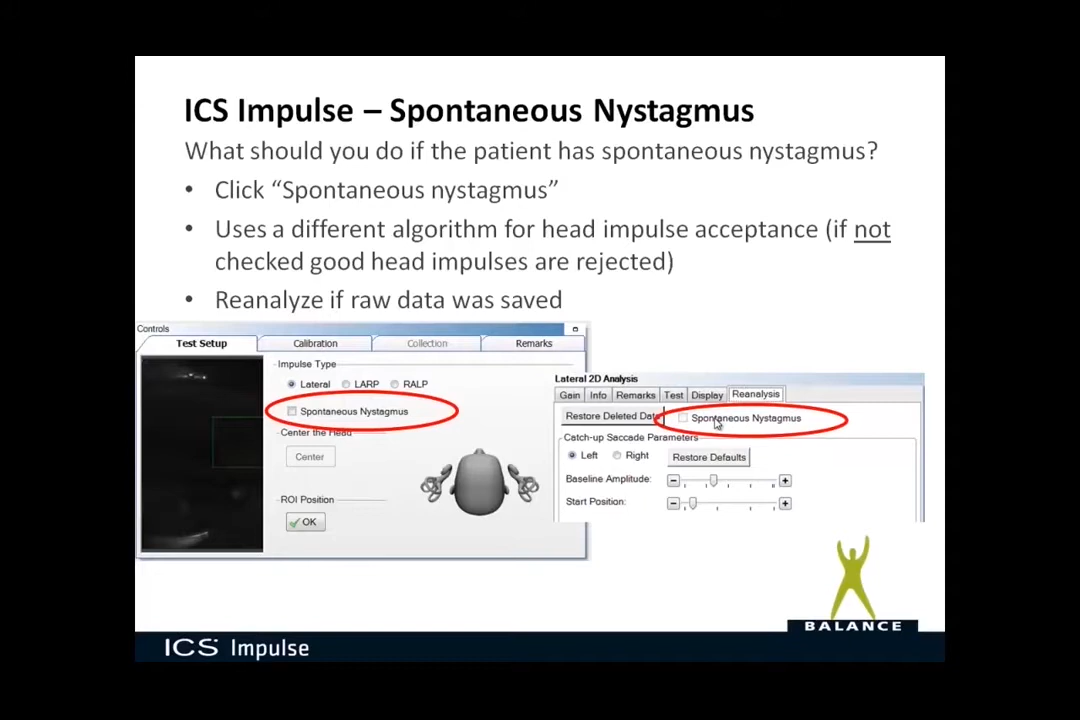 ICS Impulse – Spontaneous Nystagmus
What should you do if the patient has spontaneous nystagmus?
• Click “Spontaneous nystagmus”
• Uses a different algorithm for head impulse acceptance (if not
checked good head impulses are rejected)
• Reanalyze if raw data was saved
Controls
Test Setup Calibration Collection Remarks
Impulse Type
Lateral LARP RALP
Spontaneous Nystagmus
Center the Head
Center
ROI Position
OK
Lateral 2D Analysis
Gain Info Remarks Test Display Reanalysis
Restore Deleted Data Spontaneous Nystagmus
Catch-up Saccade Parameters
Left Right Restore Defaults
Baseline Amplitude:
Start Position:
BALANCE
ICS Impulse